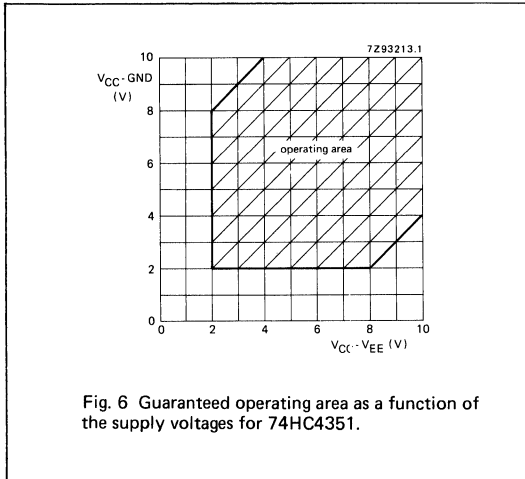 7Z93213.1
10
VCC - GND
(V)
8
operating area
6
4
2
0
0 2 4 6 8 10
VCC - VEE (V)
Fig. 6 Guaranteed operating area as a function of
the supply voltages for 74HC4351.